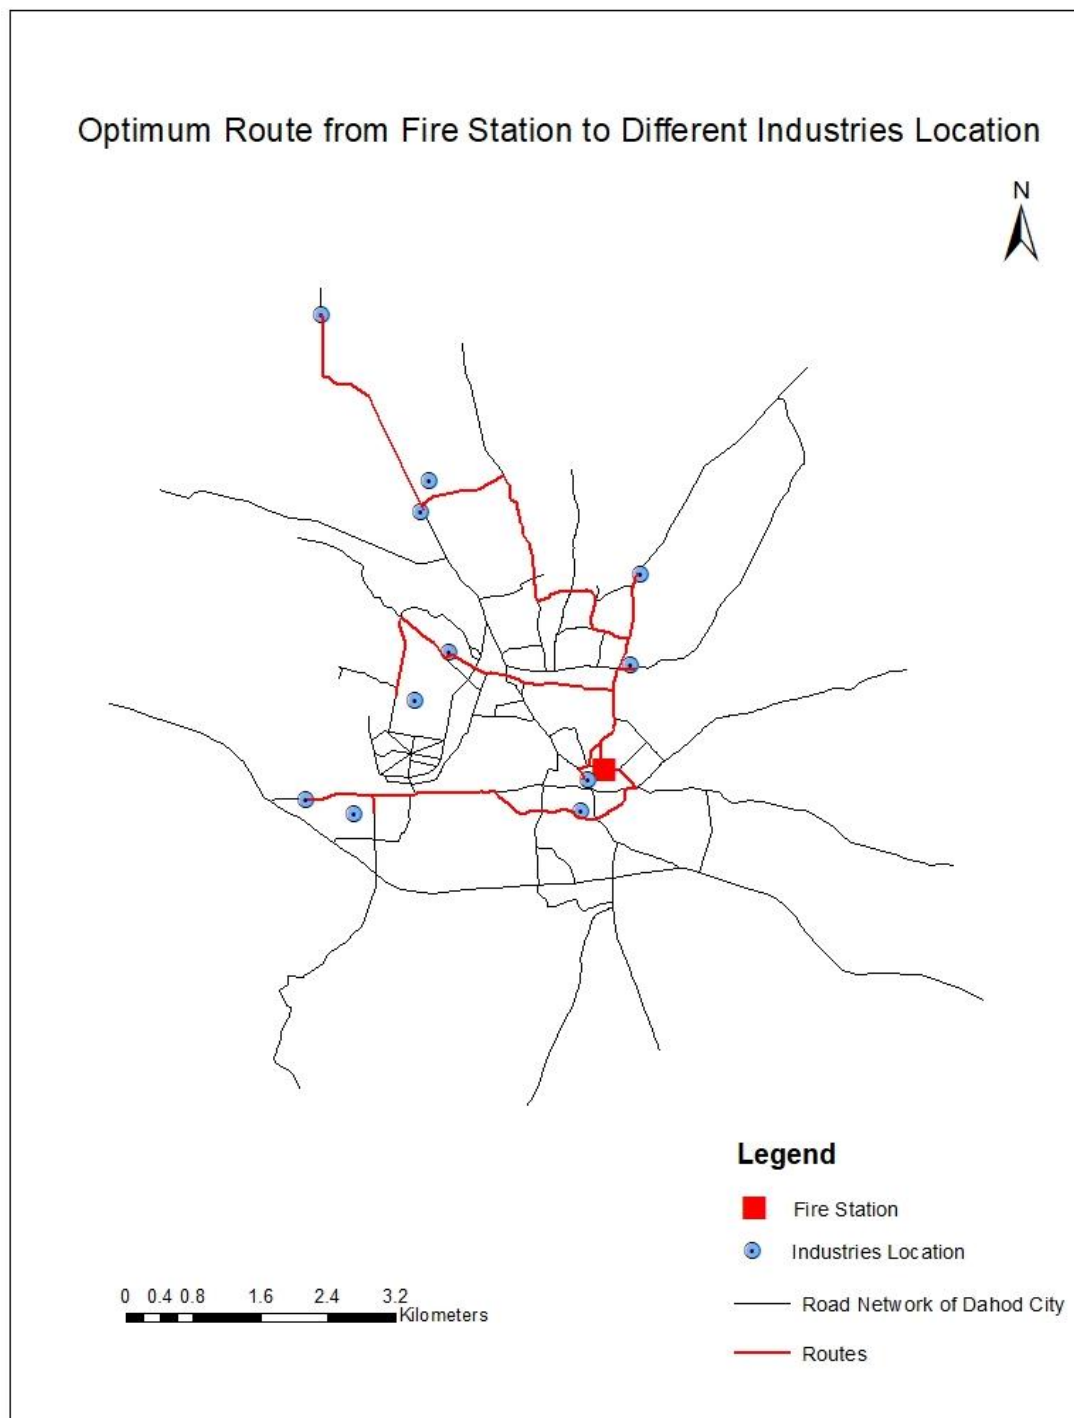 Optimum Route from Fire Station to Different Industries Location
N
Legend
Fire Station
Industries Location
0 0.4 0.8 1.6 2.4 3.2
Kilometers
Road Network of Dahod City
Routes